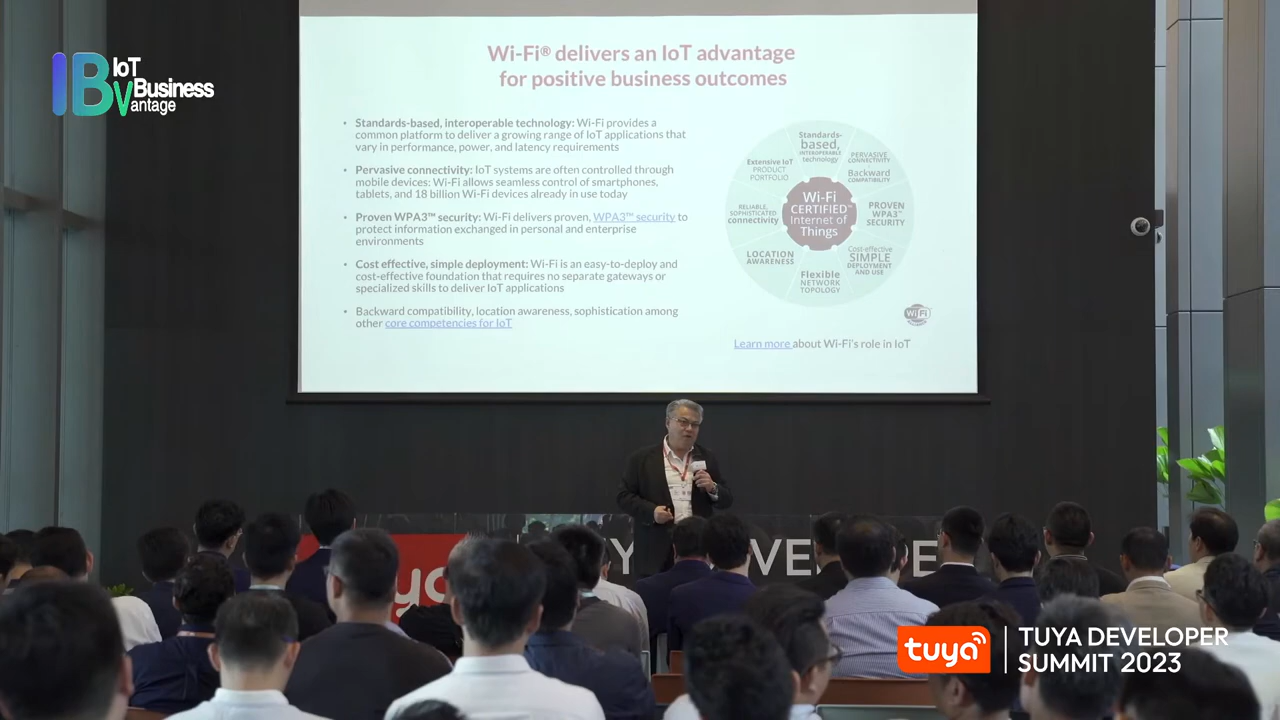 IBV
IoT
Business
antage
Wi-Fi® delivers an IoT advantage
for positive business outcomes
• Standards-based, interoperable technology: Wi-Fi provides a
common platform to deliver a growing range of IoT applications that
vary in performance, power, and latency requirements
• Pervasive connectivity: IoT systems are often controlled through
mobile devices: Wi-Fi allows seamless control of smartphones,
tablets, and 18 billion Wi-Fi devices already in use today
• Proven WPA3™ security: Wi-Fi delivers proven, WPA3™ security to
protect information exchanged in personal and enterprise
environments
• Cost effective, simple deployment: Wi-Fi is an easy-to-deploy and
cost-effective foundation that requires no separate gateways or
specialized skills to deliver IoT applications
• Backward compatibility, location awareness, sophistication among
other core competencies for IoT
Standards-
based,
INTEROPERABLE
technology
PERVASIVE
CONNECTIVITY
Backward
COMPATIBILITY
PROVEN
WPA3™
SECURITY
Cost-effective
SIMPLE
DEPLOYMENT
AND USE
Flexible
NETWORK
TOPOLOGY
LOCATION
AWARENESS
RELIABLE,
SOPHISTICATED
connectivity
Extensive IoT
PRODUCT
PORTFOLIO
Wi-Fi
CERTIFIED™
Internet of
Things
Wi Fi
Learn more about Wi-Fi's role in IoT
tuya
TUYA DEVELOPER
SUMMIT 2023